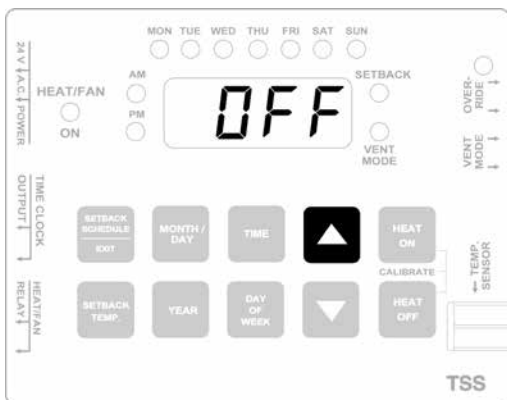 MON TUE WED THU FRI SAT SUN
24 V A.C. POWER
HEAT/FAN
ON
AM
PM
OFF
SETBACK
VENT
MODE
OVER-
RIDE
VENT
MODE
TIME CLOCK
OUTPUT
SETBACK
SCHEDULE
EXIT
MONTH /
DAY
TIME
HEAT
ON
CALIBRATE
TEMP.
SENSOR
HEAT/FAN
RELAY
SETBACK
TEMP.
YEAR
DAY
OF
WEEK
HEAT
OFF
TSS